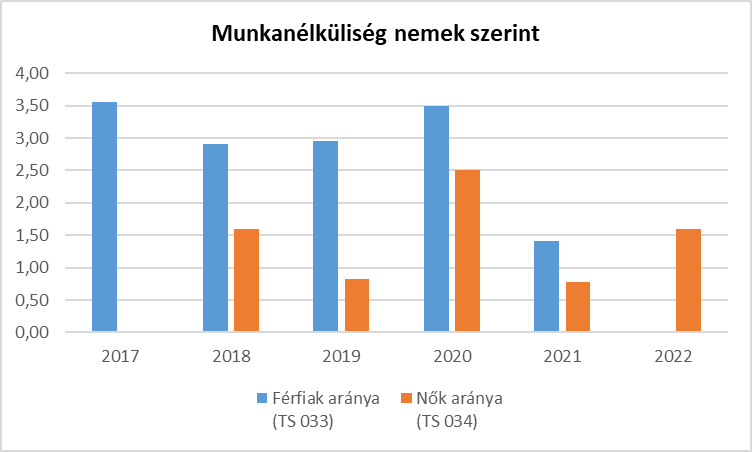 Munkanélküliség nemek szerint
4,00
3,50
3,00
2,50
2,00
1,50
1,00
0,50
0,00
2017 2018 2019 2020 2021 2022
Férfiak aránya
(TS 033)
Nők aránya
(TS 034)